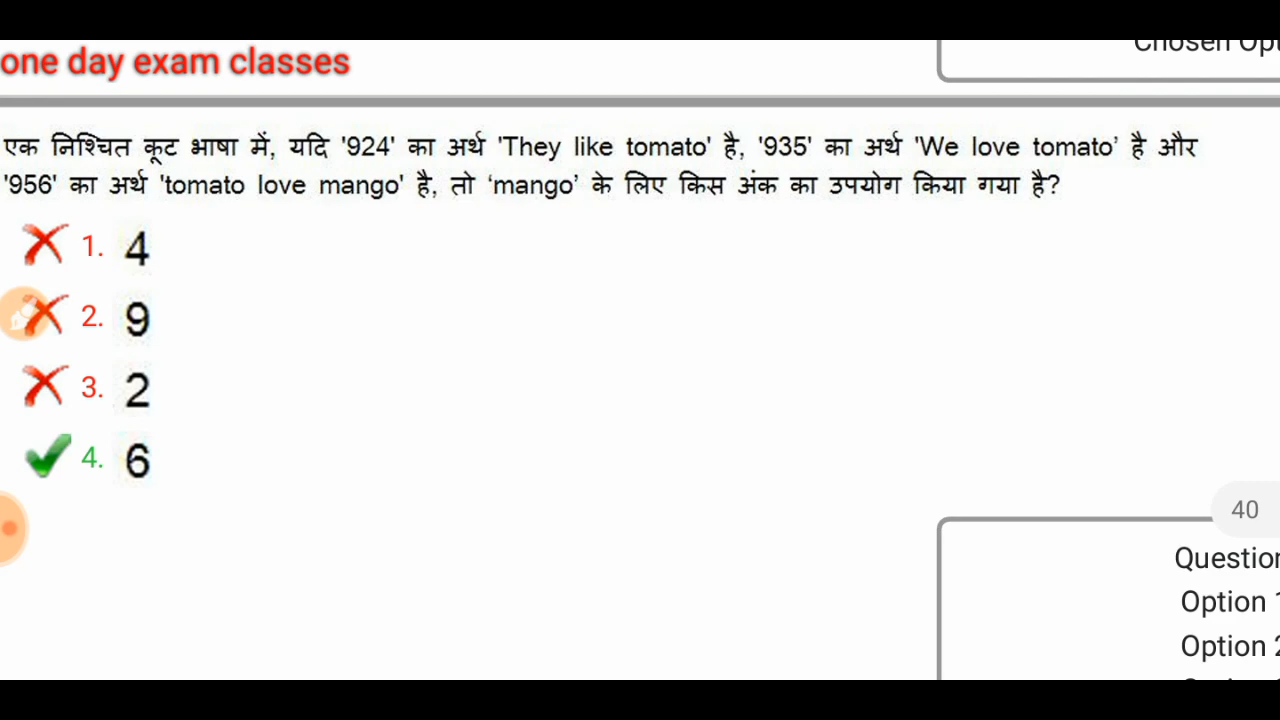 one day exam classes
Chosen Opt
एक निश्चित कूट भाषा में, यदि '924' का अर्थ 'They like tomato' है, '935' का अर्थ 'We love tomato’ है और
'956' का अर्थ 'tomato love mango' है, तो ‘mango’ के लिए किस अंक का उपयोग किया गया है?
1. 4
2. 9
3. 2
4. 6
40
Question
Option 1
Option 2